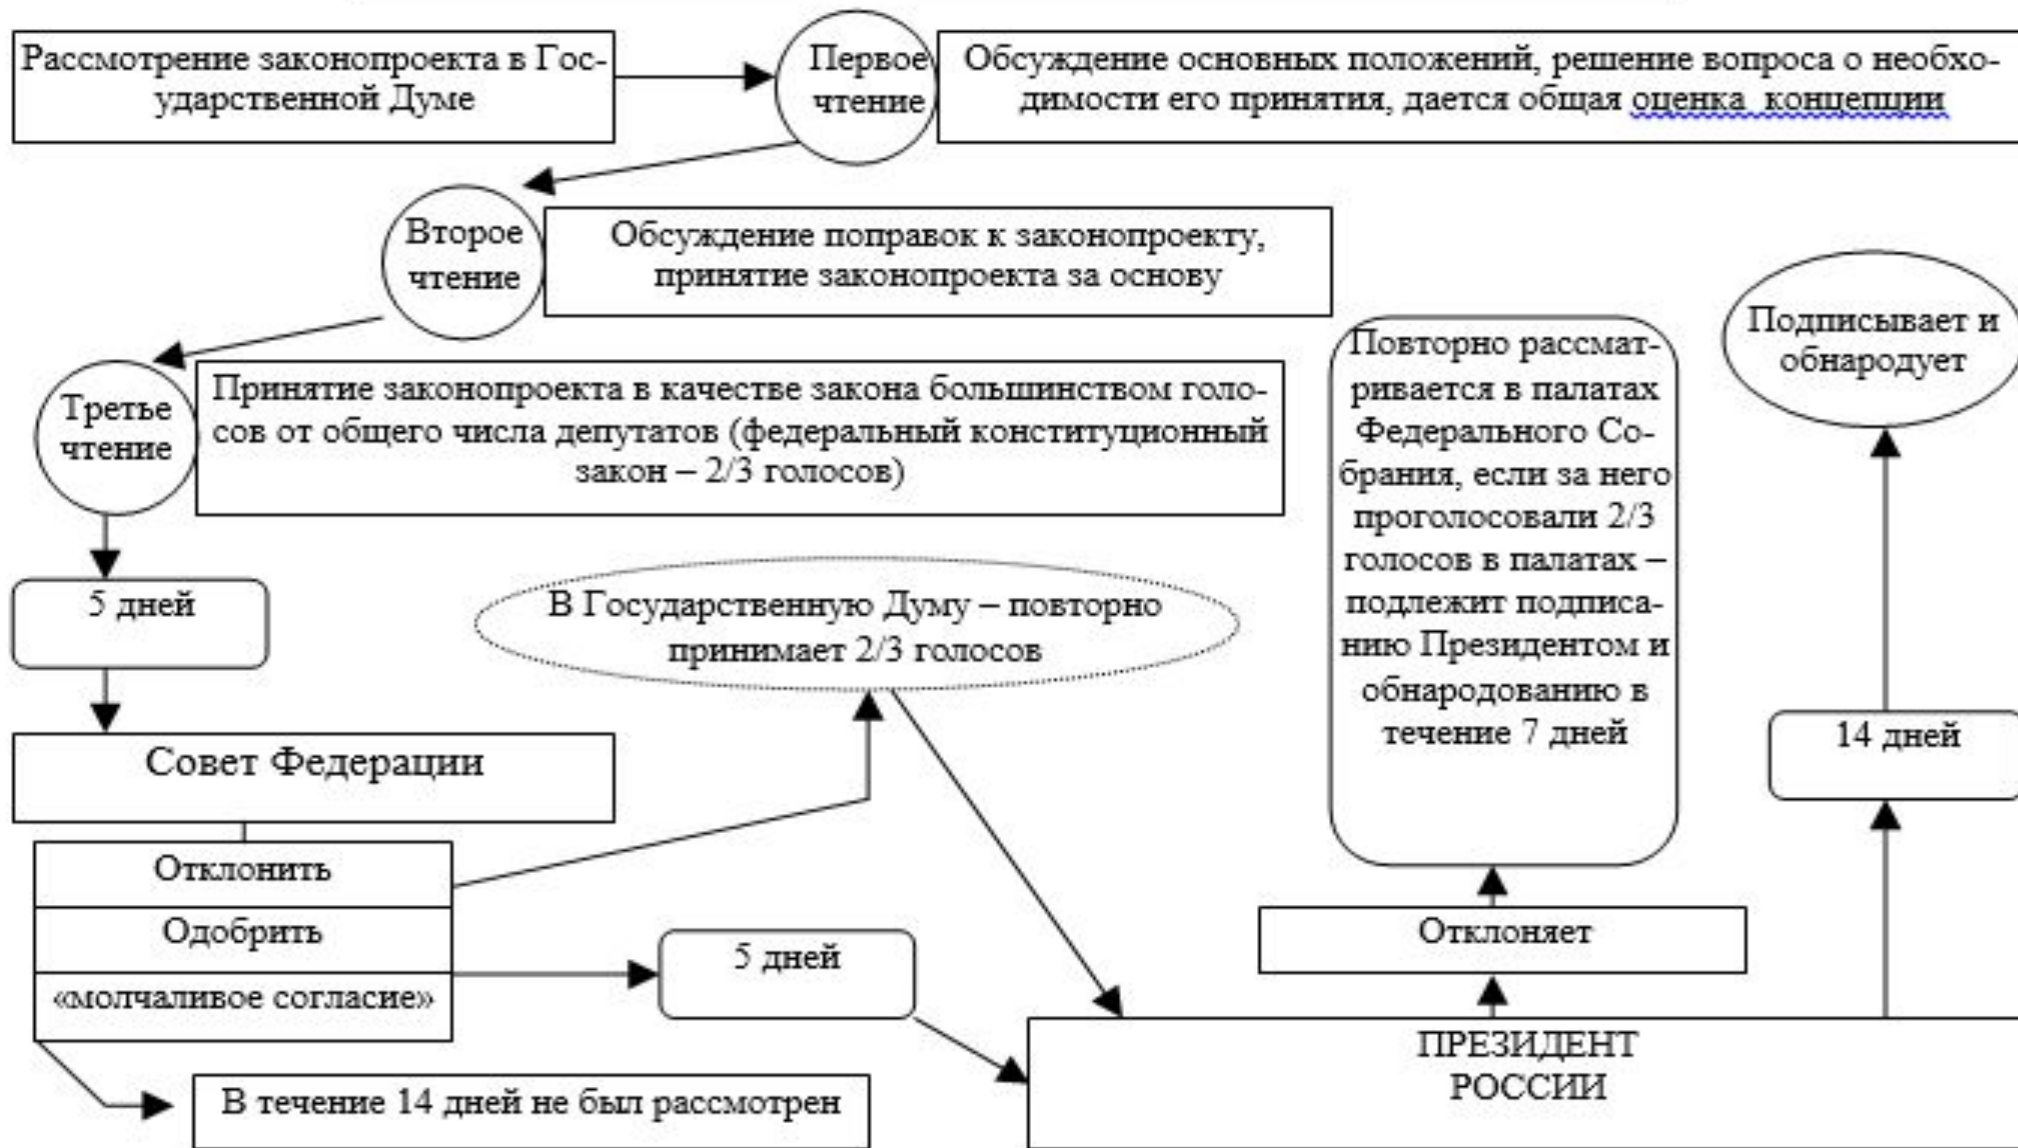 Рассмотрение законопроекта в Гос-
ударственной Думе
Первое
чтение
Обсуждение основных положений, решение вопроса о необхо-
димости его принятия, дается общая оценка концепции
Второе
чтение
Обсуждение поправок к законопроекту,
принятие законопроекта за основу
Третье
чтение
Принятие законопроекта в качестве закона большинством голо-
сов от общего числа депутатов (федеральный конституционный
закон – 2/3 голосов)
Повторно рассмат-
ривается в палатах
Федерального Со-
брания, если за него
проголосовали 2/3
голосов в палатах –
подлежит подписа-
нию Президентом и
обнародованию в
течение 7 дней
Подписывает и
обнародует
5 дней
В Государственную Думу – повторно
принимает 2/3 голосов
14 дней
Совет Федерации
Отклонить
Одобрить
«молчаливое согласие»
5 дней
Отклоняет
В течение 14 дней не был рассмотрен
ПРЕЗИДЕНТ
РОССИИ